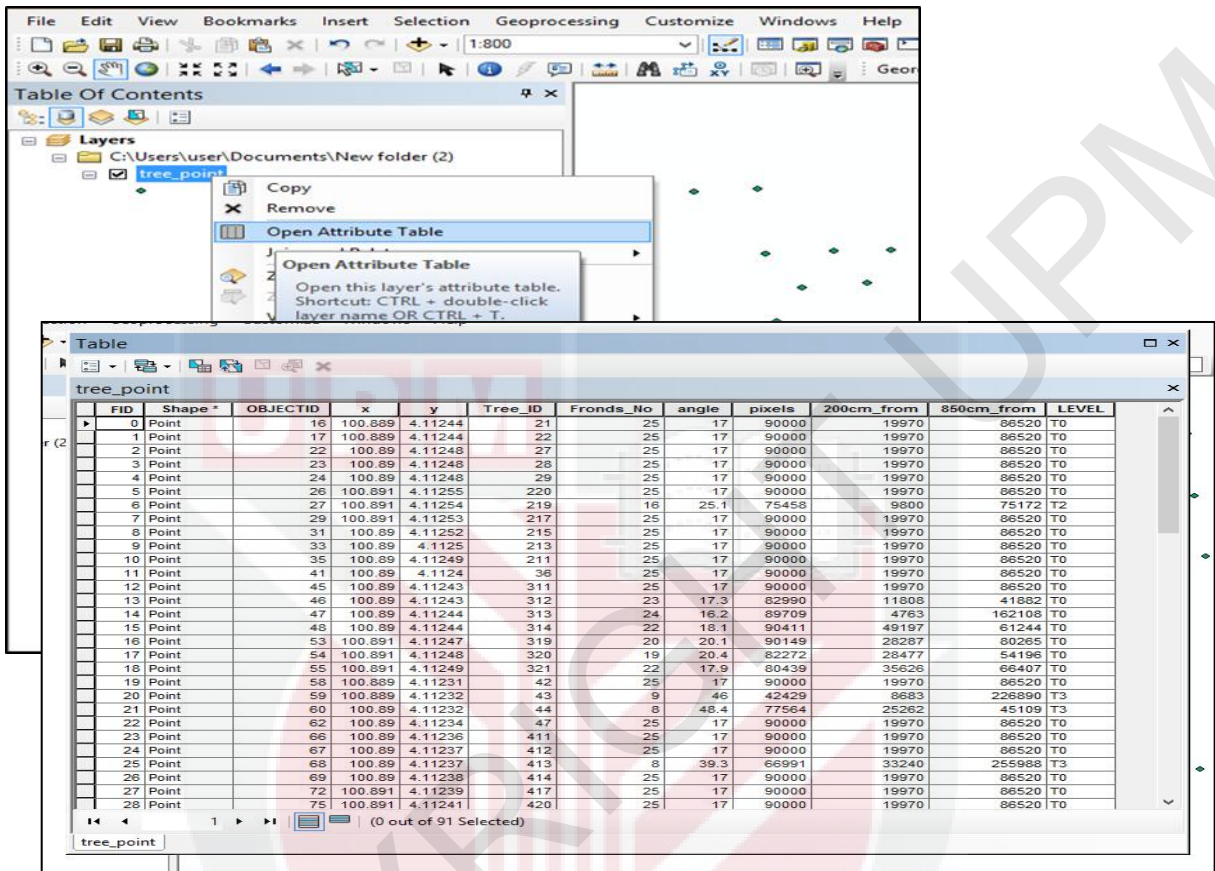 File Edit View Bookmarks Insert Selection Geoprocessing Customize Windows Help
1:800
Geor
Table Of Contents
Layers
C:\Users\user\Documents\New folder (2)
tree_point
Copy
Remove
Open Attribute Table
Open Attribute Table
Open this layer's attribute table.
Shortcut: CTRL + double-click
layer name OR CTRL + T.
Table
tree_point
FID Shape * OBJECTID x y Tree_ID Fronds_No angle pixels 200cm_from 850cm_from LEVEL
0 Point 16 100.889 4.11244 21 25 17 90000 19970 86520 T0
1 Point 17 100.889 4.11244 22 25 17 90000 19970 86520 T0
2 Point 22 100.89 4.11248 27 25 17 90000 19970 86520 T0
3 Point 23 100.89 4.11248 28 25 17 90000 19970 86520 T0
4 Point 24 100.89 4.11248 29 25 17 90000 19970 86520 T0
5 Point 26 100.891 4.11255 220 25 17 90000 19970 86520 T0
6 Point 27 100.891 4.11254 219 16 25.1 75458 9800 75172 T2
7 Point 29 100.891 4.11253 217 25 17 90000 19970 86520 T0
8 Point 31 100.89 4.11252 215 25 17 90000 19970 86520 T0
9 Point 33 100.89 4.1125 213 25 17 90000 19970 86520 T0
10 Point 35 100.89 4.11249 211 25 17 90000 19970 86520 T0
11 Point 41 100.89 4.1124 36 25 17 90000 19970 86520 T0
12 Point 45 100.89 4.11243 311 25 17 90000 19970 86520 T0
13 Point 46 100.89 4.11243 312 23 17.3 82990 11808 41882 T0
14 Point 47 100.89 4.11244 313 24 16.2 89709 4763 162108 T0
15 Point 48 100.89 4.11244 314 22 18.1 90411 49197 61244 T0
16 Point 53 100.891 4.11247 319 20 20.1 90149 28287 80265 T0
17 Point 54 100.891 4.11248 320 19 20.4 82272 28477 54196 T0
18 Point 55 100.891 4.11249 321 22 17.9 80439 35626 66407 T0
19 Point 58 100.889 4.11231 42 25 17 90000 19970 86520 T0
20 Point 59 100.889 4.11232 43 9 46 42429 8683 226890 T3
21 Point 60 100.889 4.11232 44 8 48.4 77564 25262 45109 T3
22 Point 62 100.89 4.11234 47 25 17 90000 19970 86520 T0
23 Point 66 100.89 4.11236 411 25 17 90000 19970 86520 T0
24 Point 67 100.89 4.11237 412 25 17 90000 19970 86520 T0
25 Point 68 100.89 4.11237 413 8 39.3 66991 33240 255988 T3
26 Point 69 100.89 4.11238 414 25 17 90000 19970 86520 T0
27 Point 72 100.891 4.11239 417 25 17 90000 19970 86520 T0
28 Point 75 100.891 4.11241 420 25 17 90000 19970 86520 T0
1 (0 out of 91 Selected)
tree_point
UPM